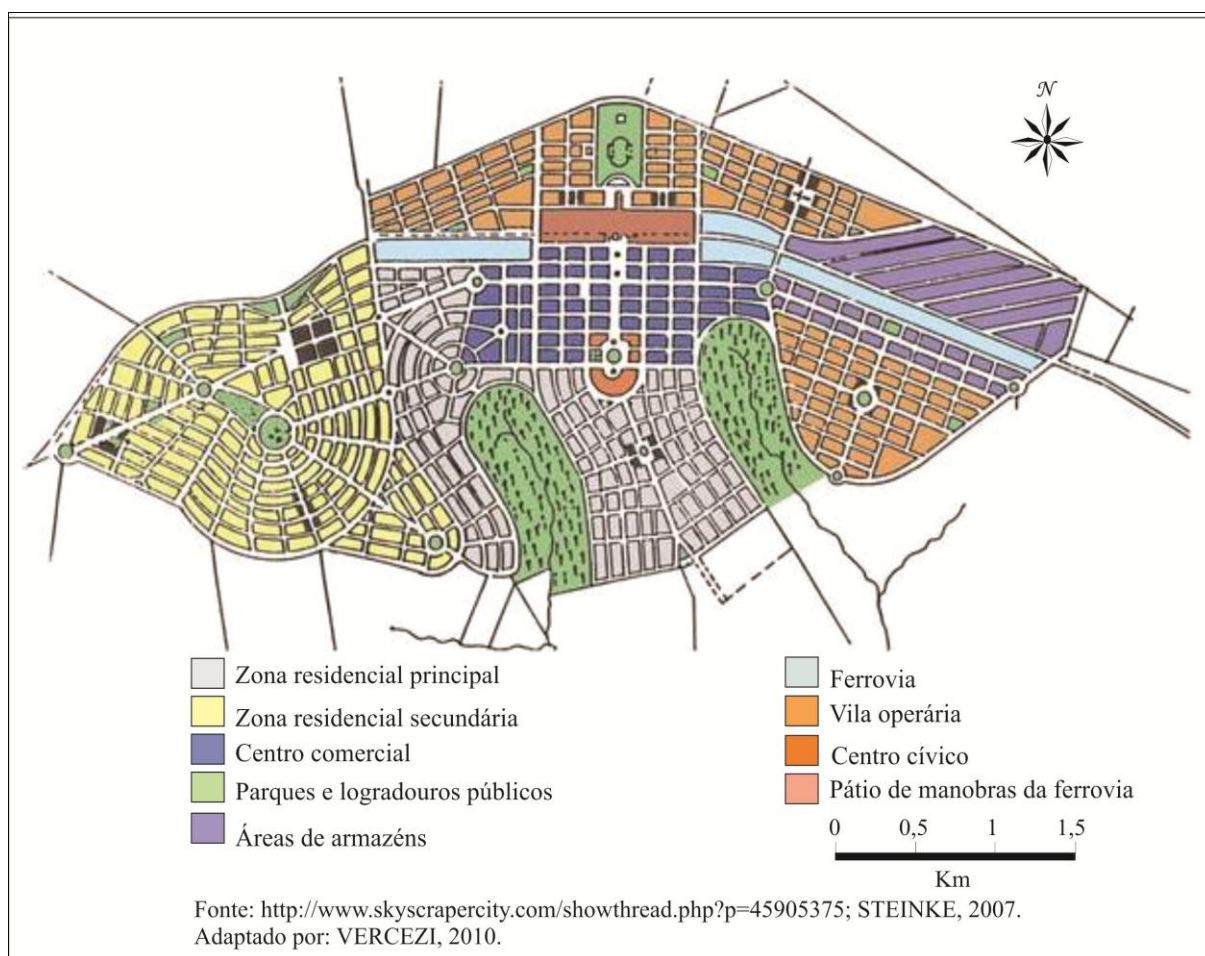 N
Zona residencial principal
Zona residencial secundária
Centro comercial
Parques e logradouros públicos
Áreas de armazéns
Ferrovia
Vila operária
Centro cívico
Pátio de manobras da ferrovia
0 0,5 1 1,5
Km
Fonte: http://www.skyscrapercity.com/showthread.php?p=45905375; STEINKE, 2007.
Adaptado por: VERCEZI, 2010.